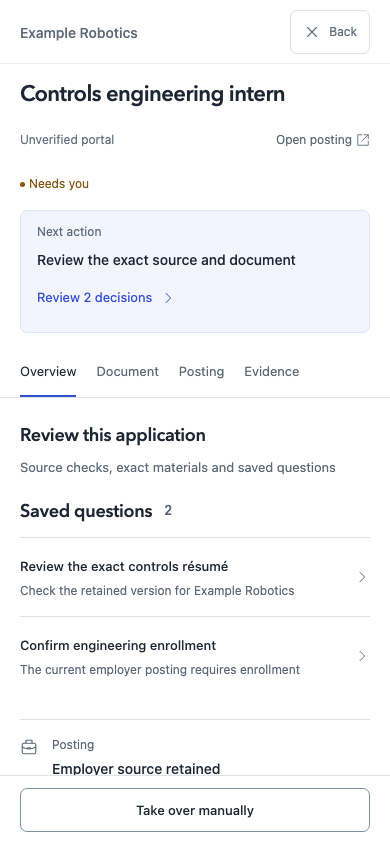 Example Robotics
Back
Controls engineering intern
Unverified portal
Open posting
Needs you
Next action
Review the exact source and document
Review 2 decisions
Overview
Document
Posting
Evidence
Review this application
Source checks, exact materials and saved questions
Saved questions 2
Review the exact controls résumé
Check the retained version for Example Robotics
Confirm engineering enrollment
The current employer posting requires enrollment
Posting
Employer source retained
Take over manually